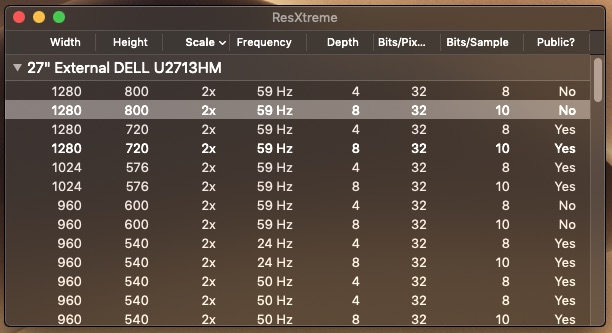 ResXtreme
Width Height Scale Frequency Depth Bits/Pix... Bits/Sample Public?
27" External DELL U2713HM
1280 800 2x 59 Hz 4 32 8 No
1280 800 2x 59 Hz 8 32 10 No
1280 720 2x 59 Hz 4 32 8 Yes
1280 720 2x 59 Hz 8 32 10 Yes
1024 576 2x 59 Hz 4 32 8 Yes
1024 576 2x 59 Hz 8 32 10 Yes
960 600 2x 59 Hz 4 32 8 No
960 600 2x 59 Hz 8 32 10 No
960 540 2x 24 Hz 4 32 8 Yes
960 540 2x 24 Hz 8 32 10 Yes
960 540 2x 50 Hz 4 32 8 Yes
960 540 2x 50 Hz 8 32 10 Yes
960 540 2x 50 Hz 8 32 10 Yes